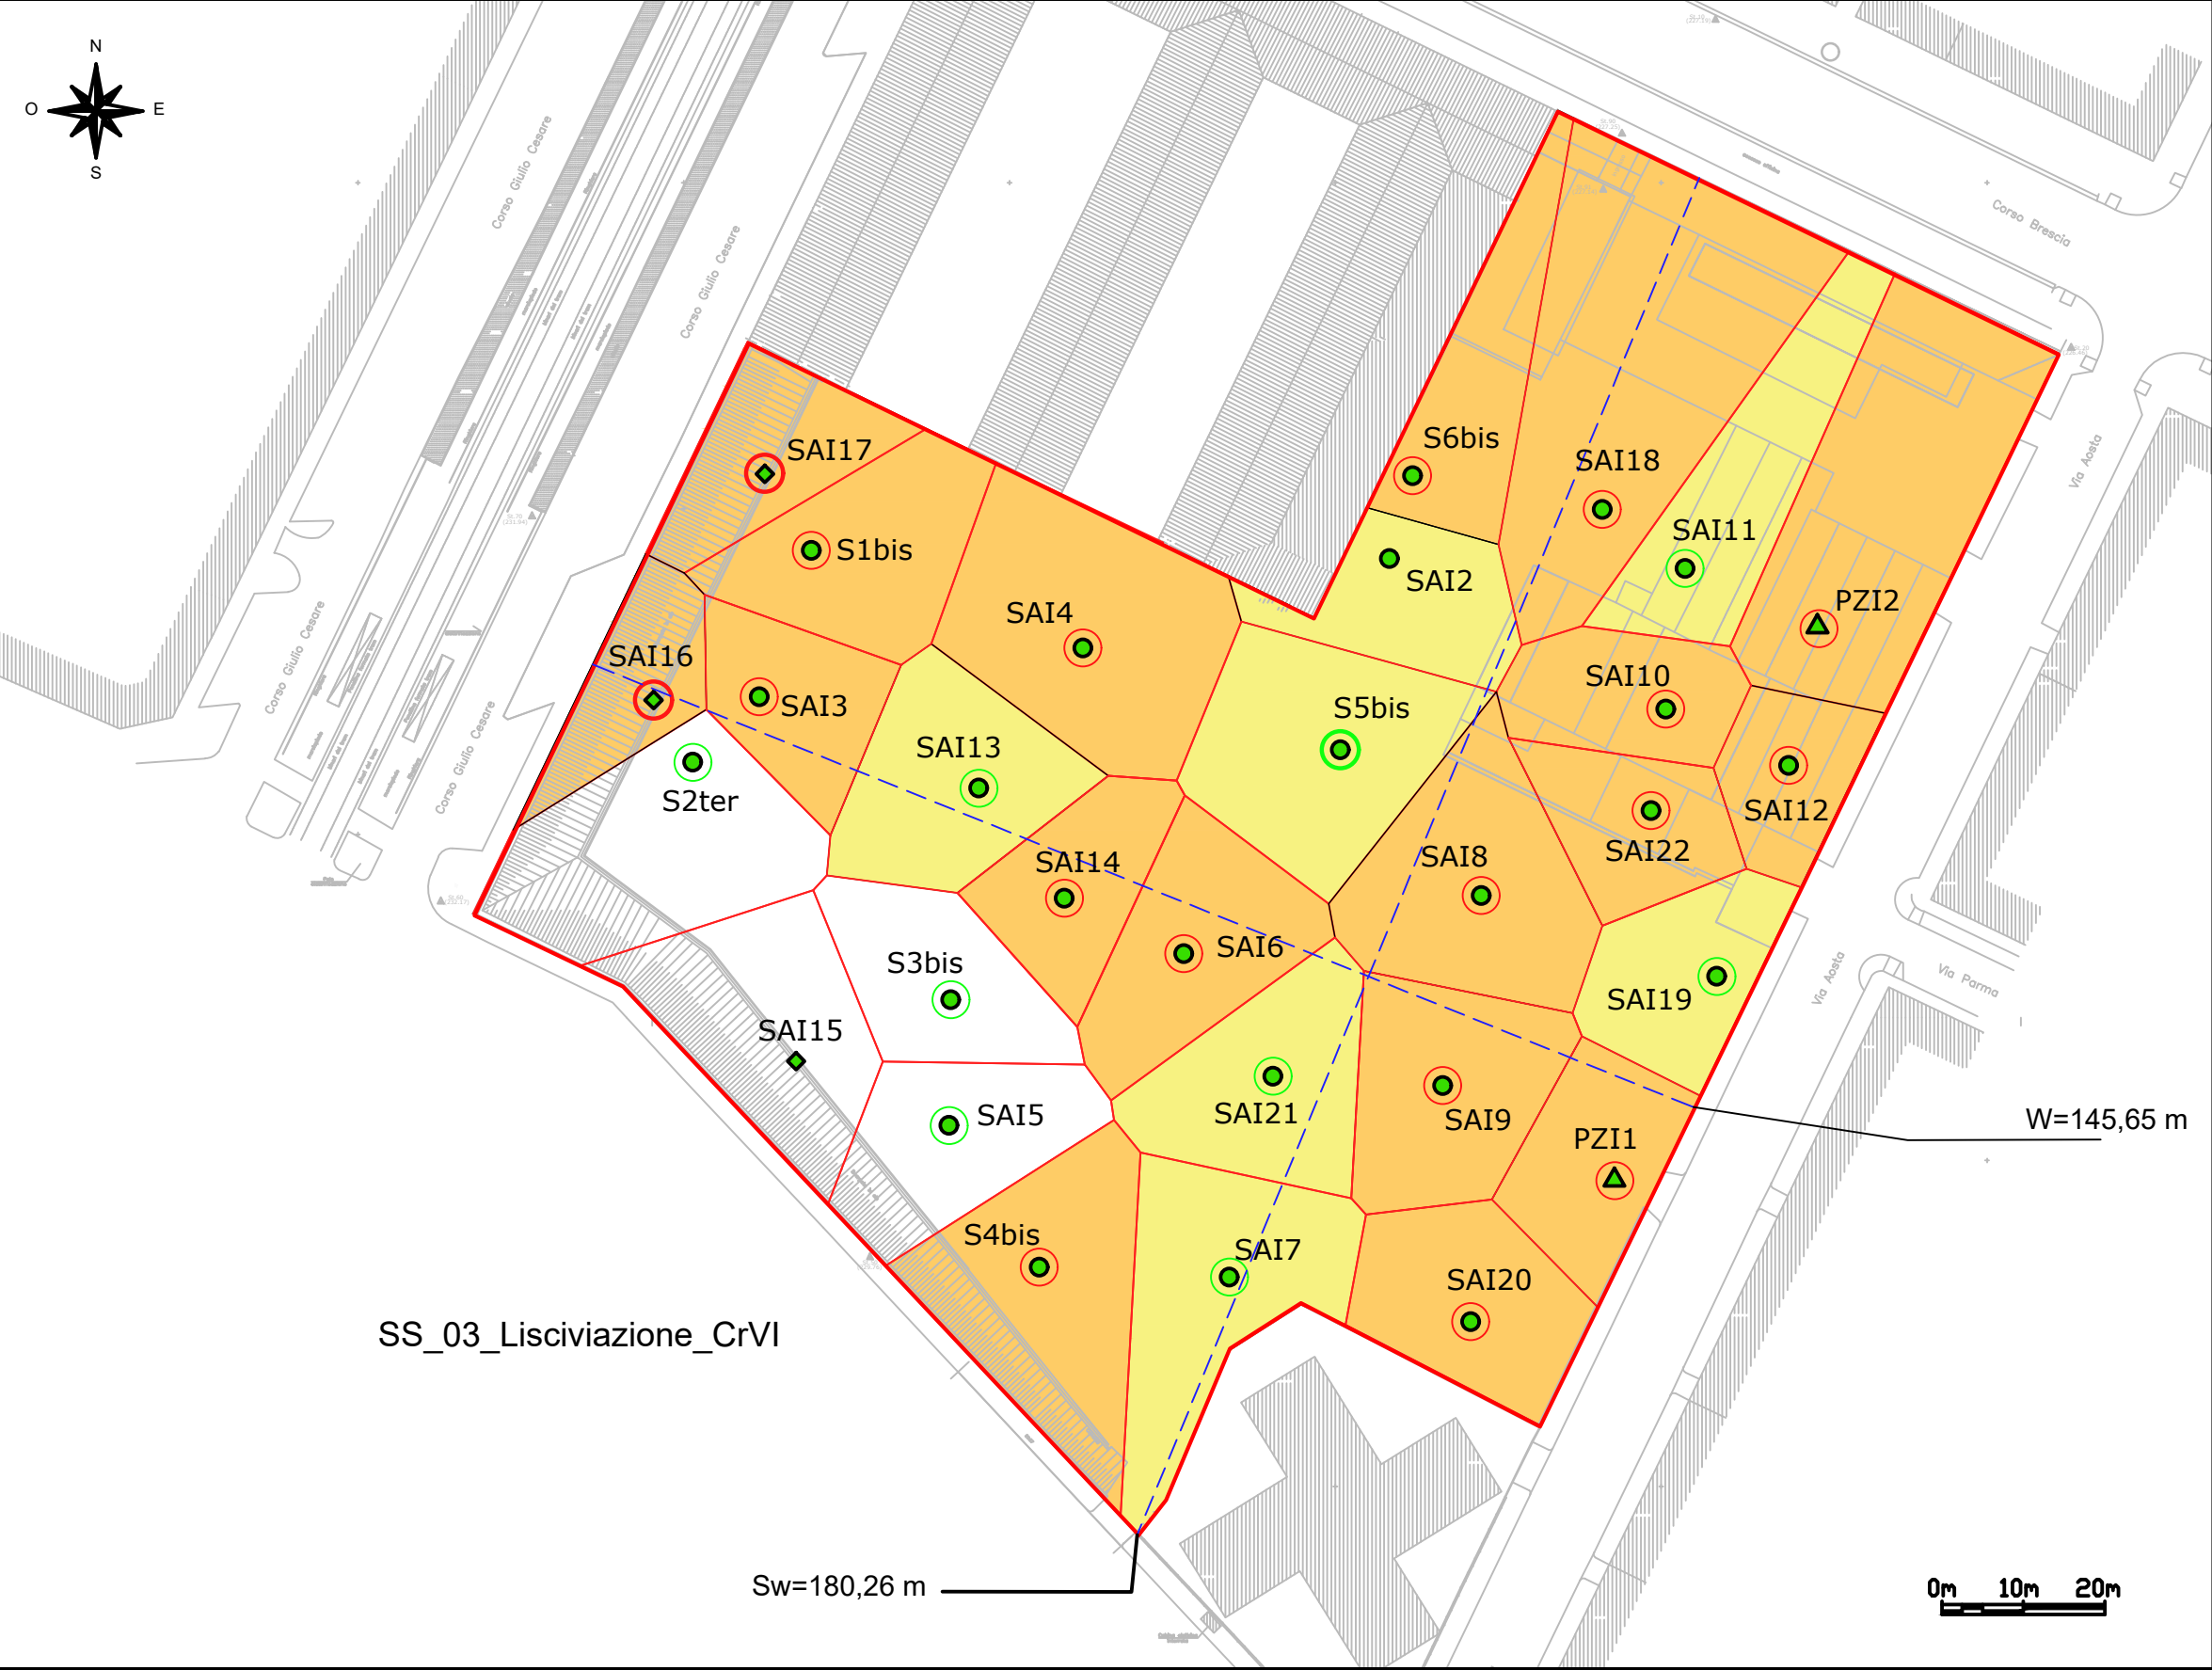 N
O
E
S
Corso Giulio Cesare
Corso Giulio Cesare
Corso Brescia
Via Aosta
S6bis
SAI17
SAI18
SAI11
S1bis
SAI2
SAI4
PZI2
SAI16
SAI10
SAI3
S5bis
SAI13
S2ter
SAI12
SAI14
SAI8
SAI22
Corso Giulio Cesare
Corso Giulio Cesare
SAI6
S3bis
SAI19
Via Aosta
Via Parma
SAI15
SAI5
SAI21
SAI9
PZI1
W=145,65 m
S4bis
SAI7
SAI20
SS_03_Lisciviazione_CrVI
Sw=180,26 m
0m 10m 20m